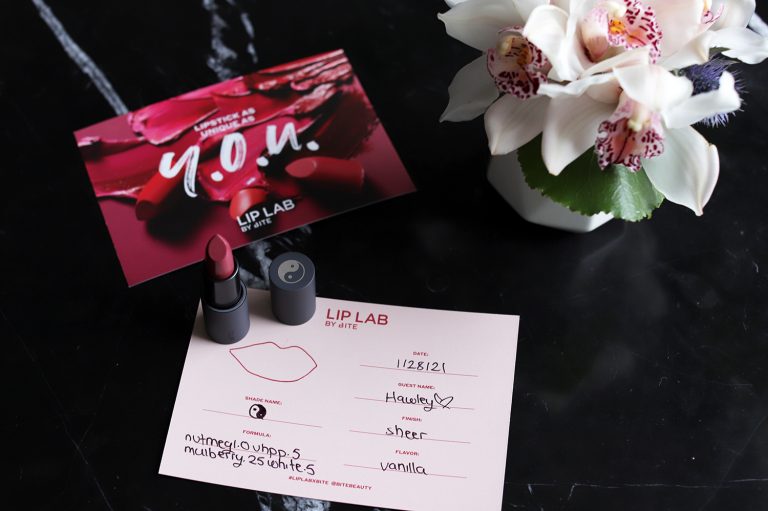 LIPSTICK AS
UNIQUE AS
y.o.u.
LIP LAB
BY BITE
LIP LAB
BY BITE
DATE:
1/28/21
GUEST NAME:
Hawley♡
SHADE NAME:
☯
FINISH:
sheer
FORMULA:
nutmeg1.0 vhpp.5
mulberry.25 white.5
FLAVOR:
vanilla
#LIPLABXBITE @BITEBEAUTY